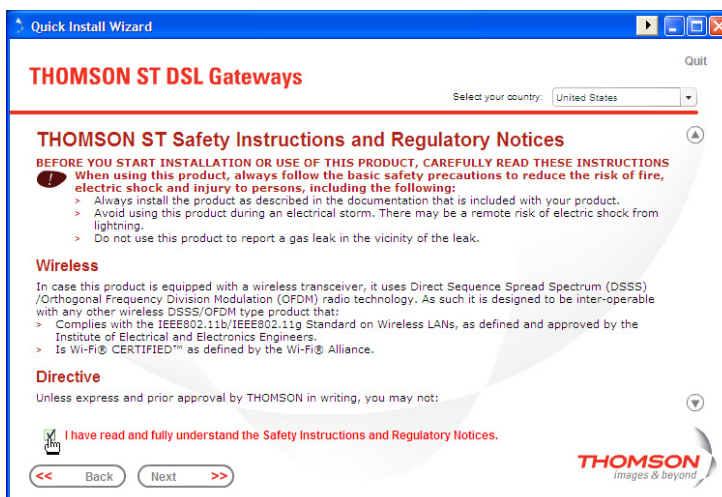 Quick Install Wizard
Quit
THOMSON ST DSL Gateways
Select your country: United States
THOMSON ST Safety Instructions and Regulatory Notices
BEFORE YOU START INSTALLATION OR USE OF THIS PRODUCT, CAREFULLY READ THESE INSTRUCTIONS
When using this product, always follow the basic safety precautions to reduce the risk of fire,
electric shock and injury to persons, including the following:
> Always install the product as described in the documentation that is included with your product.
> Avoid using this product during an electrical storm. There may be a remote risk of electric shock from
lightning.
> Do not use this product to report a gas leak in the vicinity of the leak.
Wireless
In case this product is equipped with a wireless transceiver, it uses Direct Sequence Spread Spectrum (DSSS)
/Orthogonal Frequency Division Modulation (OFDM) radio technology. As such it is designed to be inter-operable
with any other wireless DSSS/OFDM type product that:
> Complies with the IEEE802.11b/IEEE802.11g Standard on Wireless LANs, as defined and approved by the
Institute of Electrical and Electronics Engineers.
> Is Wi-Fi® CERTIFIED™ as defined by the Wi-Fi® Alliance.
Directive
Unless express and prior approval by THOMSON in writing, you may not:
I have read and fully understand the Safety Instructions and Regulatory Notices.
<< Back
Next >>
THOMSON
images & beyond